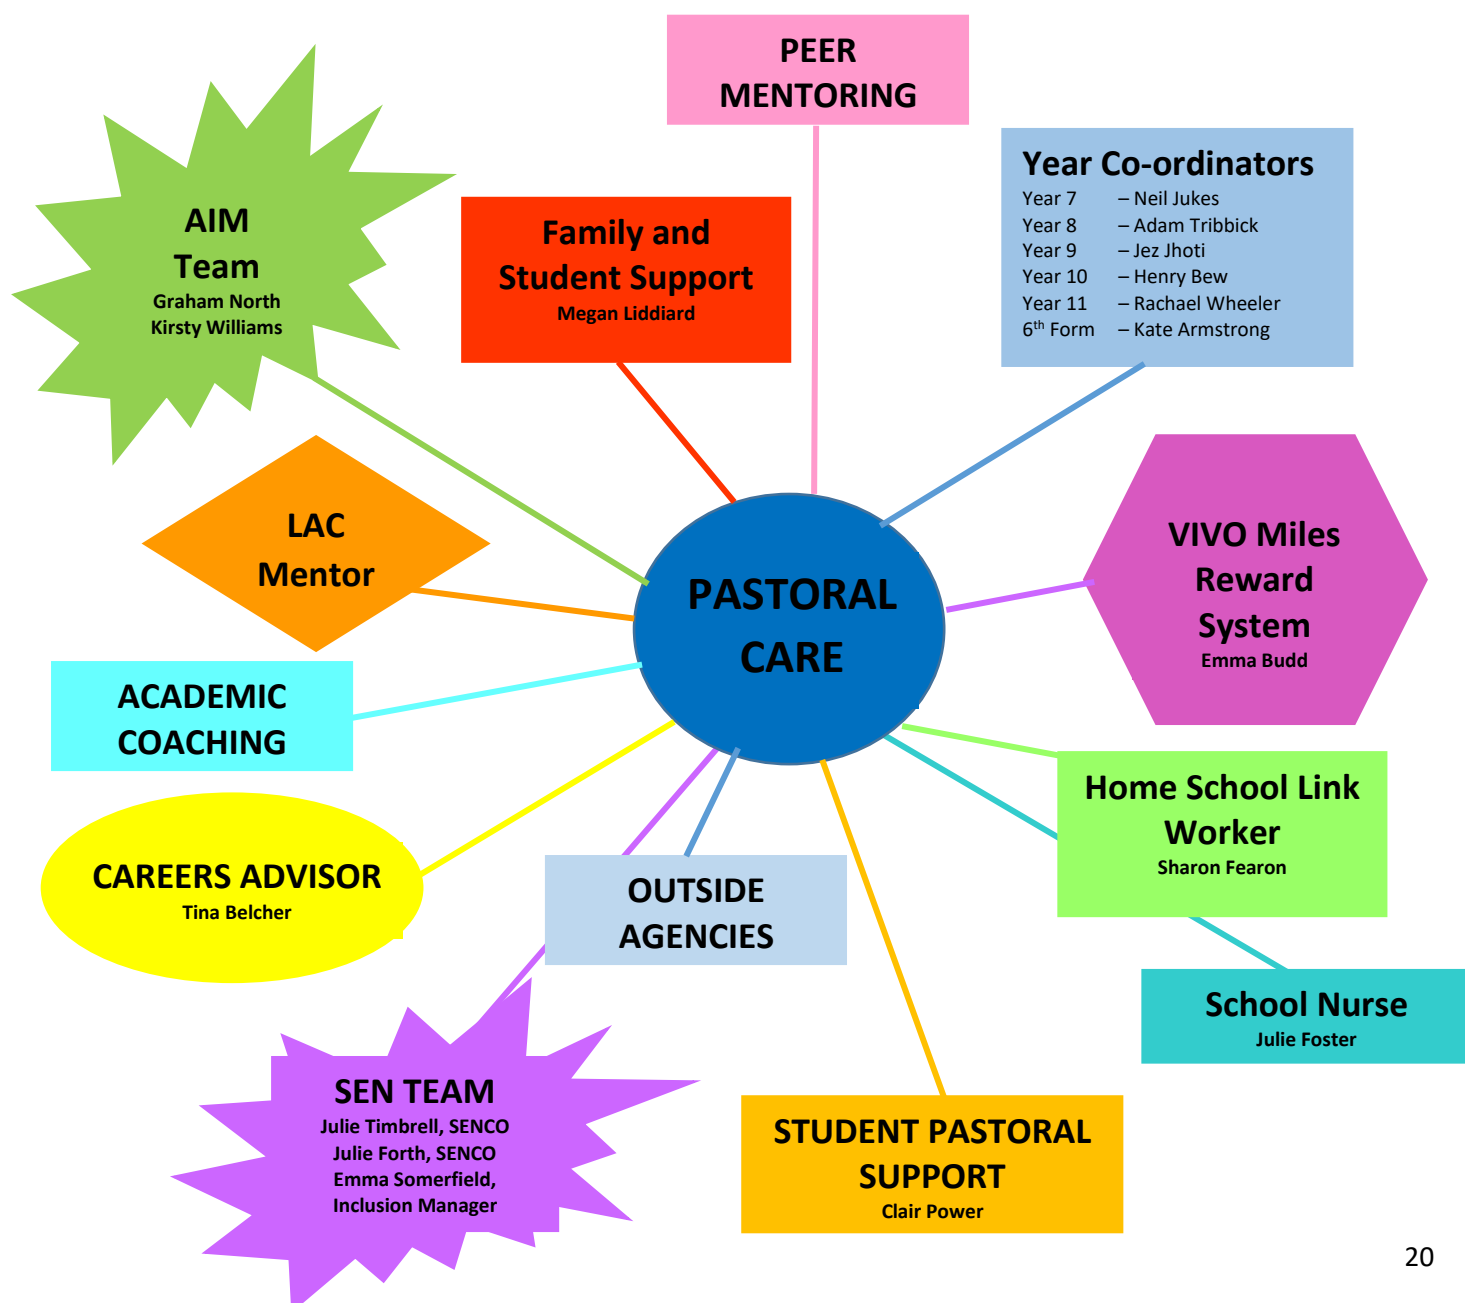 PEER
MENTORING
Year Co-ordinators
Year 7 – Neil Jukes
Year 8 – Adam Tribbick
Year 9 – Jez Jhoti
Year 10 – Henry Bew
Year 11 – Rachael Wheeler
6th Form – Kate Armstrong
AIM
Team
Graham North
Kirsty Williams
Family and
Student Support
Megan Liddiard
LAC
Mentor
PASTORAL
CARE
VIVO Miles
Reward
System
Emma Budd
ACADEMIC
COACHING
Home School Link
Worker
Sharon Fearon
CAREERS ADVISOR
Tina Belcher
OUTSIDE
AGENCIES
School Nurse
Julie Foster
SEN TEAM
Julie Timbrell, SENCO
Julie Forth, SENCO
Emma Somerfield,
Inclusion Manager
STUDENT PASTORAL
SUPPORT
Clair Power
20